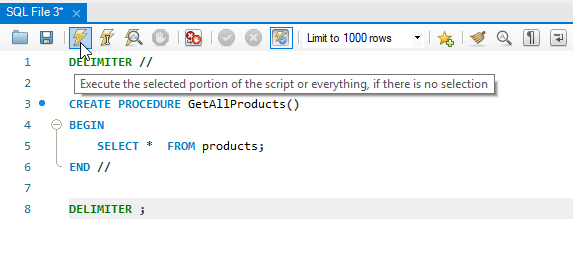 SQL File 3*
Limit to 1000 rows
1 DELIMITER //
2
Execute the selected portion of the script or everything, if there is no selection
3 CREATE PROCEDURE GetAllProducts()
4 BEGIN
5 SELECT *  FROM products;
6 END //
7
8 DELIMITER ;